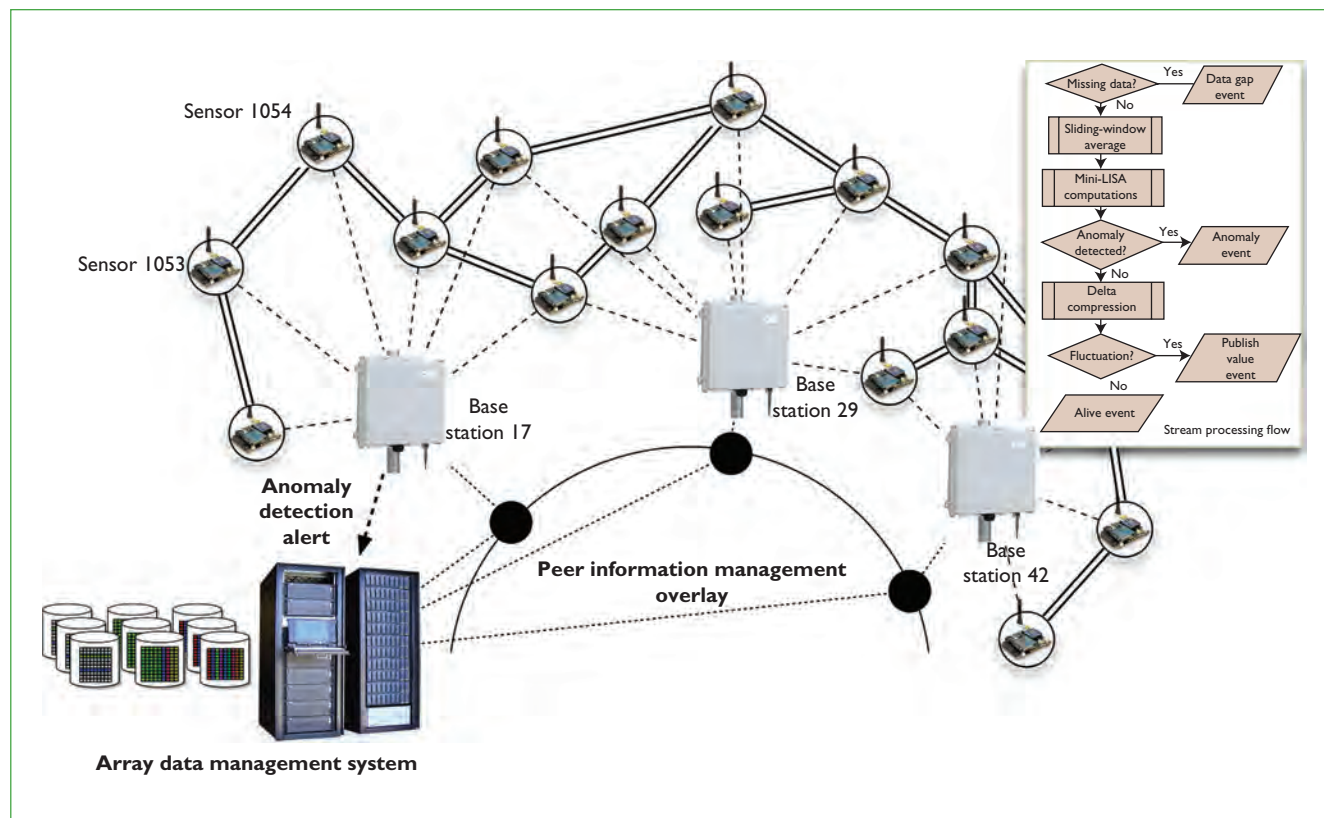 Sensor 1054
Sensor 1053
Base
station 17
Base
station 29
Base
station 42
Anomaly
detection
alert
Peer information management
overlay
Array data management system
Missing data?
Yes
Data gap
event
No
Sliding-window
average
Mini-LISA
computations
Anomaly
detected?
Yes
Anomaly
event
No
Delta
compression
Fluctuation?
Yes
Publish
value
event
No
Alive event
Stream processing flow